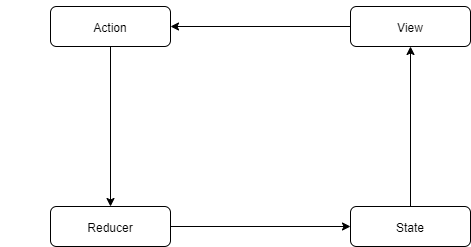 Action
View
Reducer
State